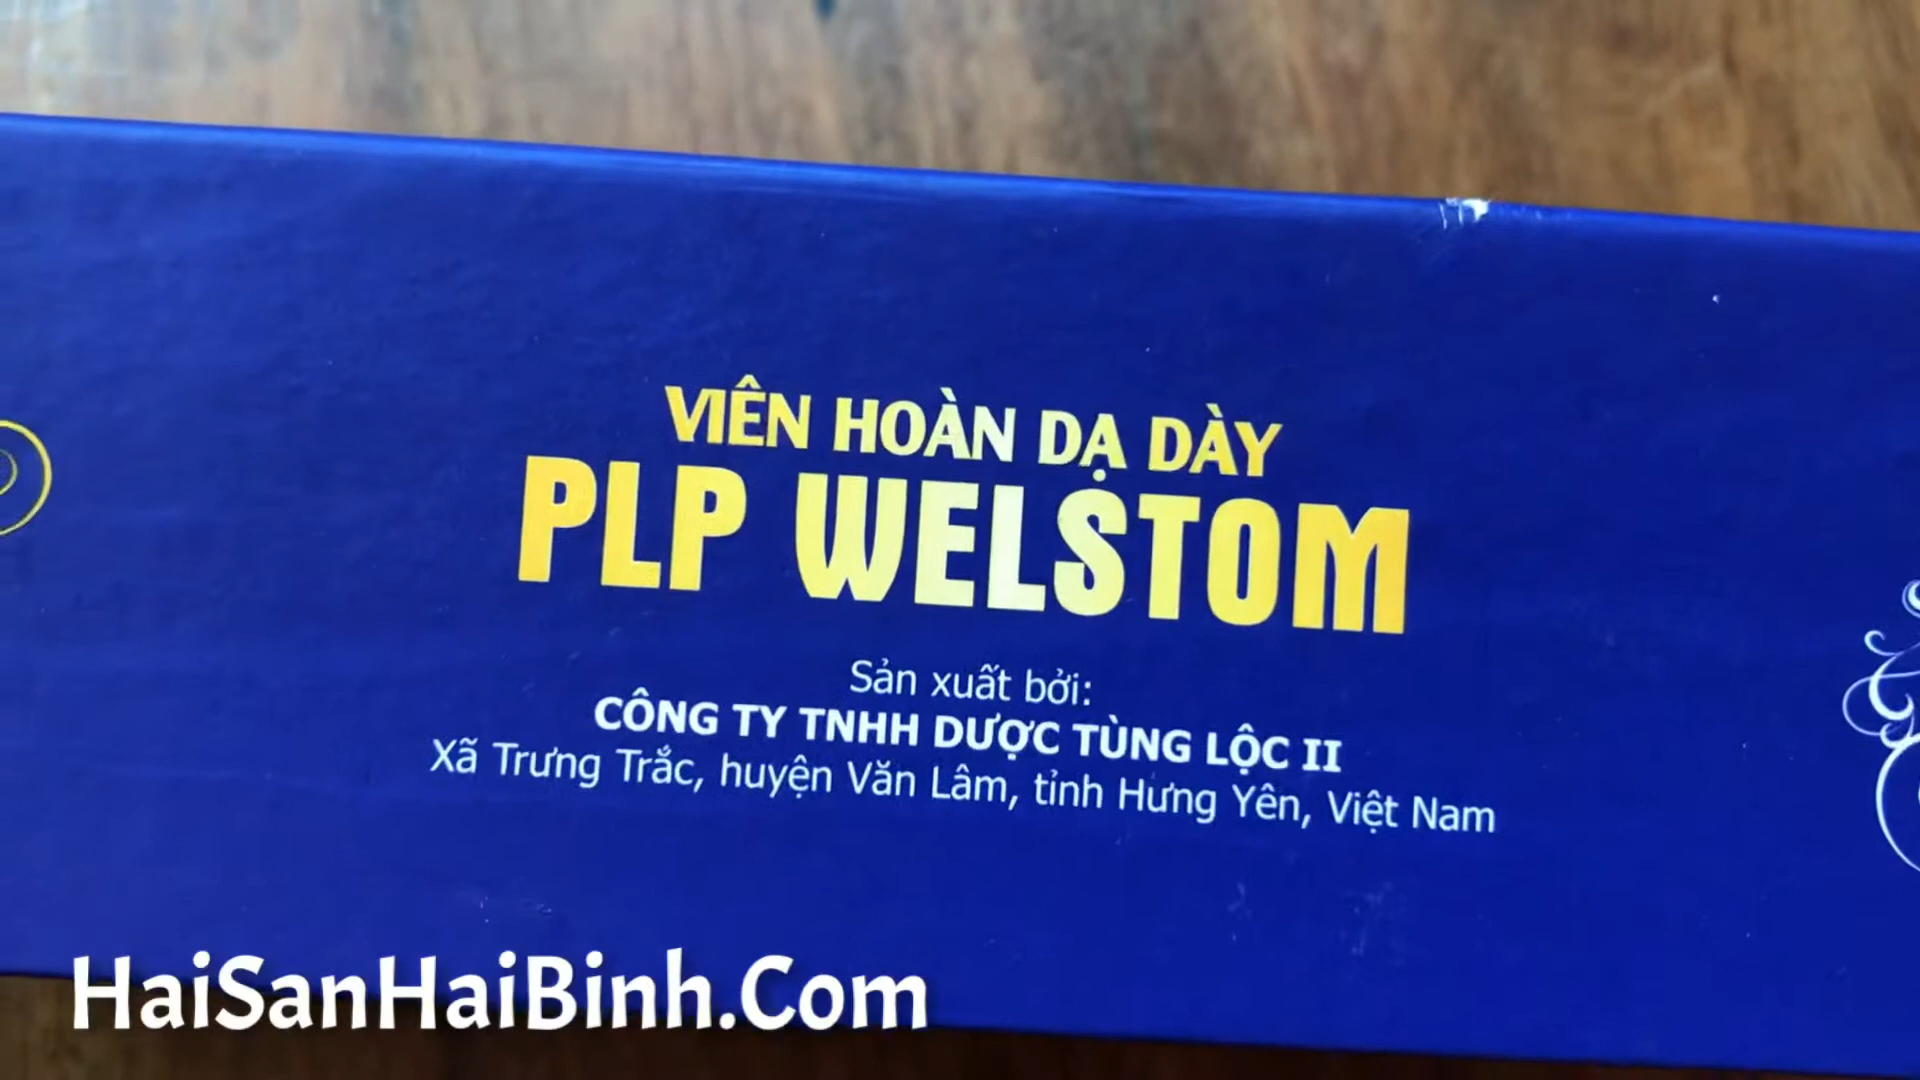 VIÊN HOÀN DẠ DÀY
PLP WELSTOM
Sản xuất bởi:
CÔNG TY TNHH DƯỢC TÙNG LỘC II
Xã Trưng Trắc, huyện Văn Lâm, tỉnh Hưng Yên, Việt Nam
HaiSanHaiBinh.Com